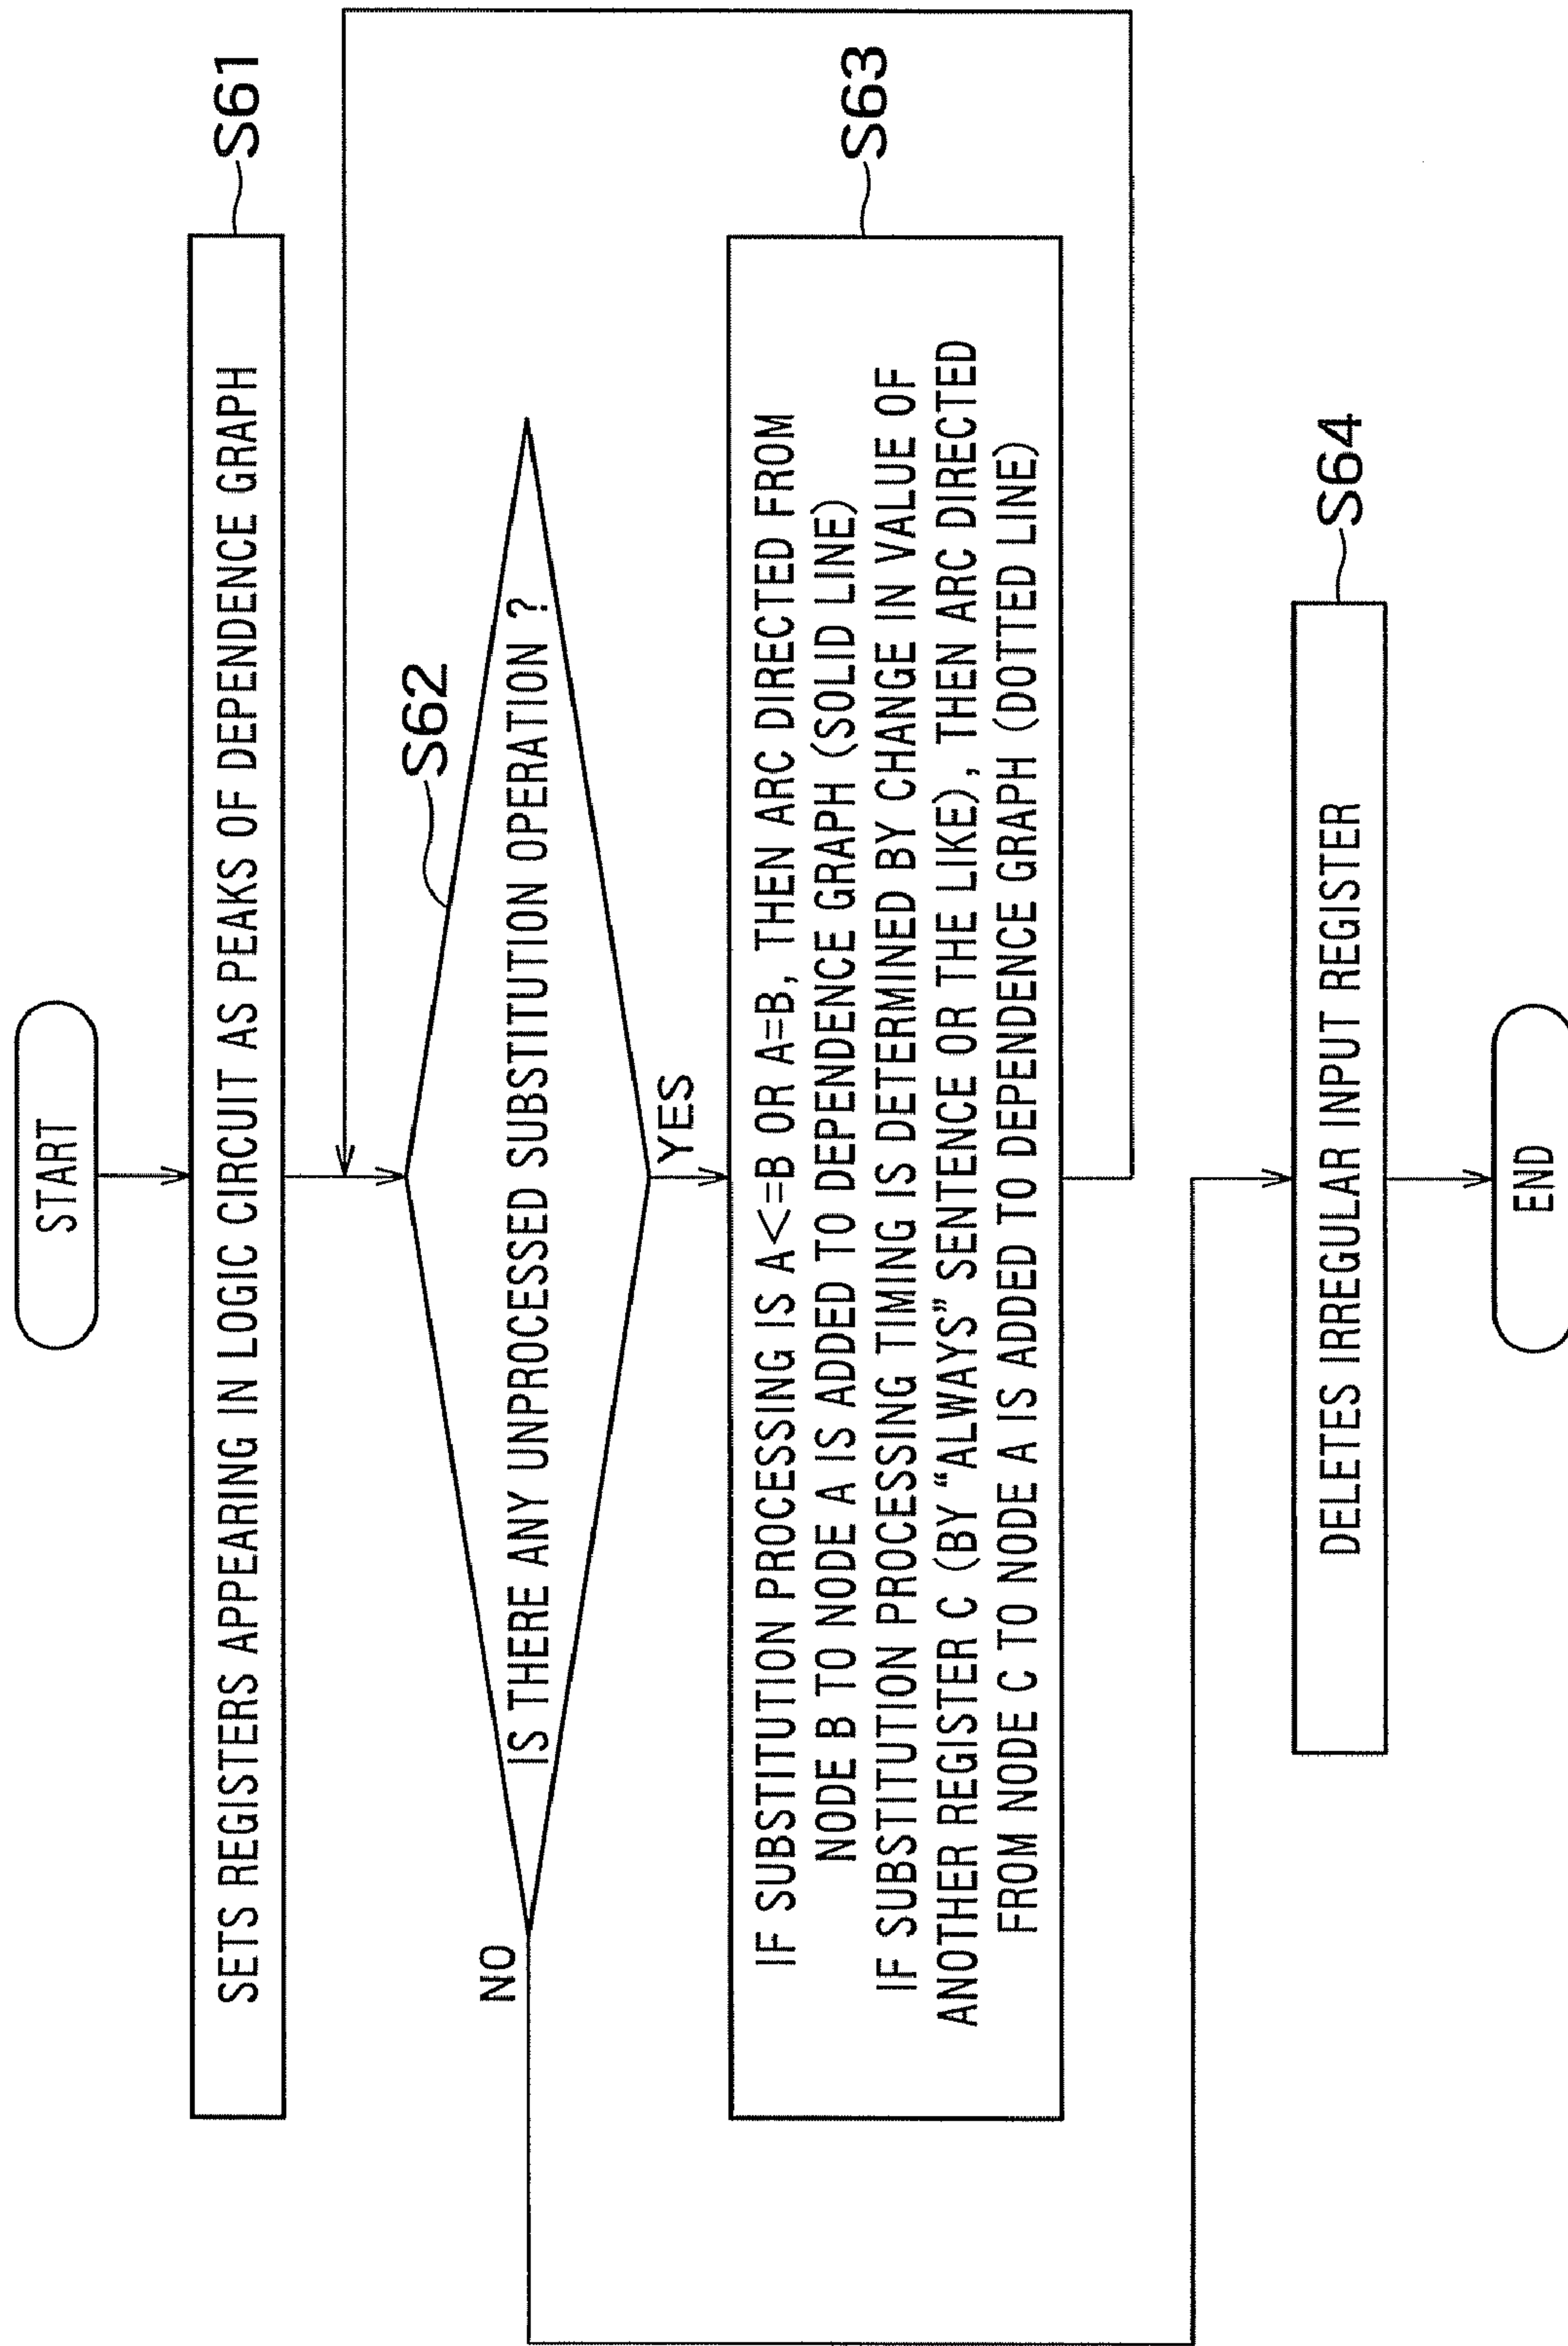 START
S61
SETS REGISTERS APPEARING IN LOGIC CIRCUIT AS PEAKS OF DEPENDENCE GRAPH
S62
IS THERE ANY UNPROCESSED SUBSTITUTION OPERATION ?
NO
YES
S63
IF SUBSTITUTION PROCESSING IS A<=B OR A=B, THEN ARC DIRECTED FROM
NODE B TO NODE A IS ADDED TO DEPENDENCE GRAPH (SOLID LINE)
IF SUBSTITUTION PROCESSING TIMING IS DETERMINED BY CHANGE IN VALUE OF
ANOTHER REGISTER C (BY “ALWAYS” SENTENCE OR THE LIKE), THEN ARC DIRECTED
FROM NODE C TO NODE A IS ADDED TO DEPENDENCE GRAPH (DOTTED LINE)
S64
DELETES IRREGULAR INPUT REGISTER
END